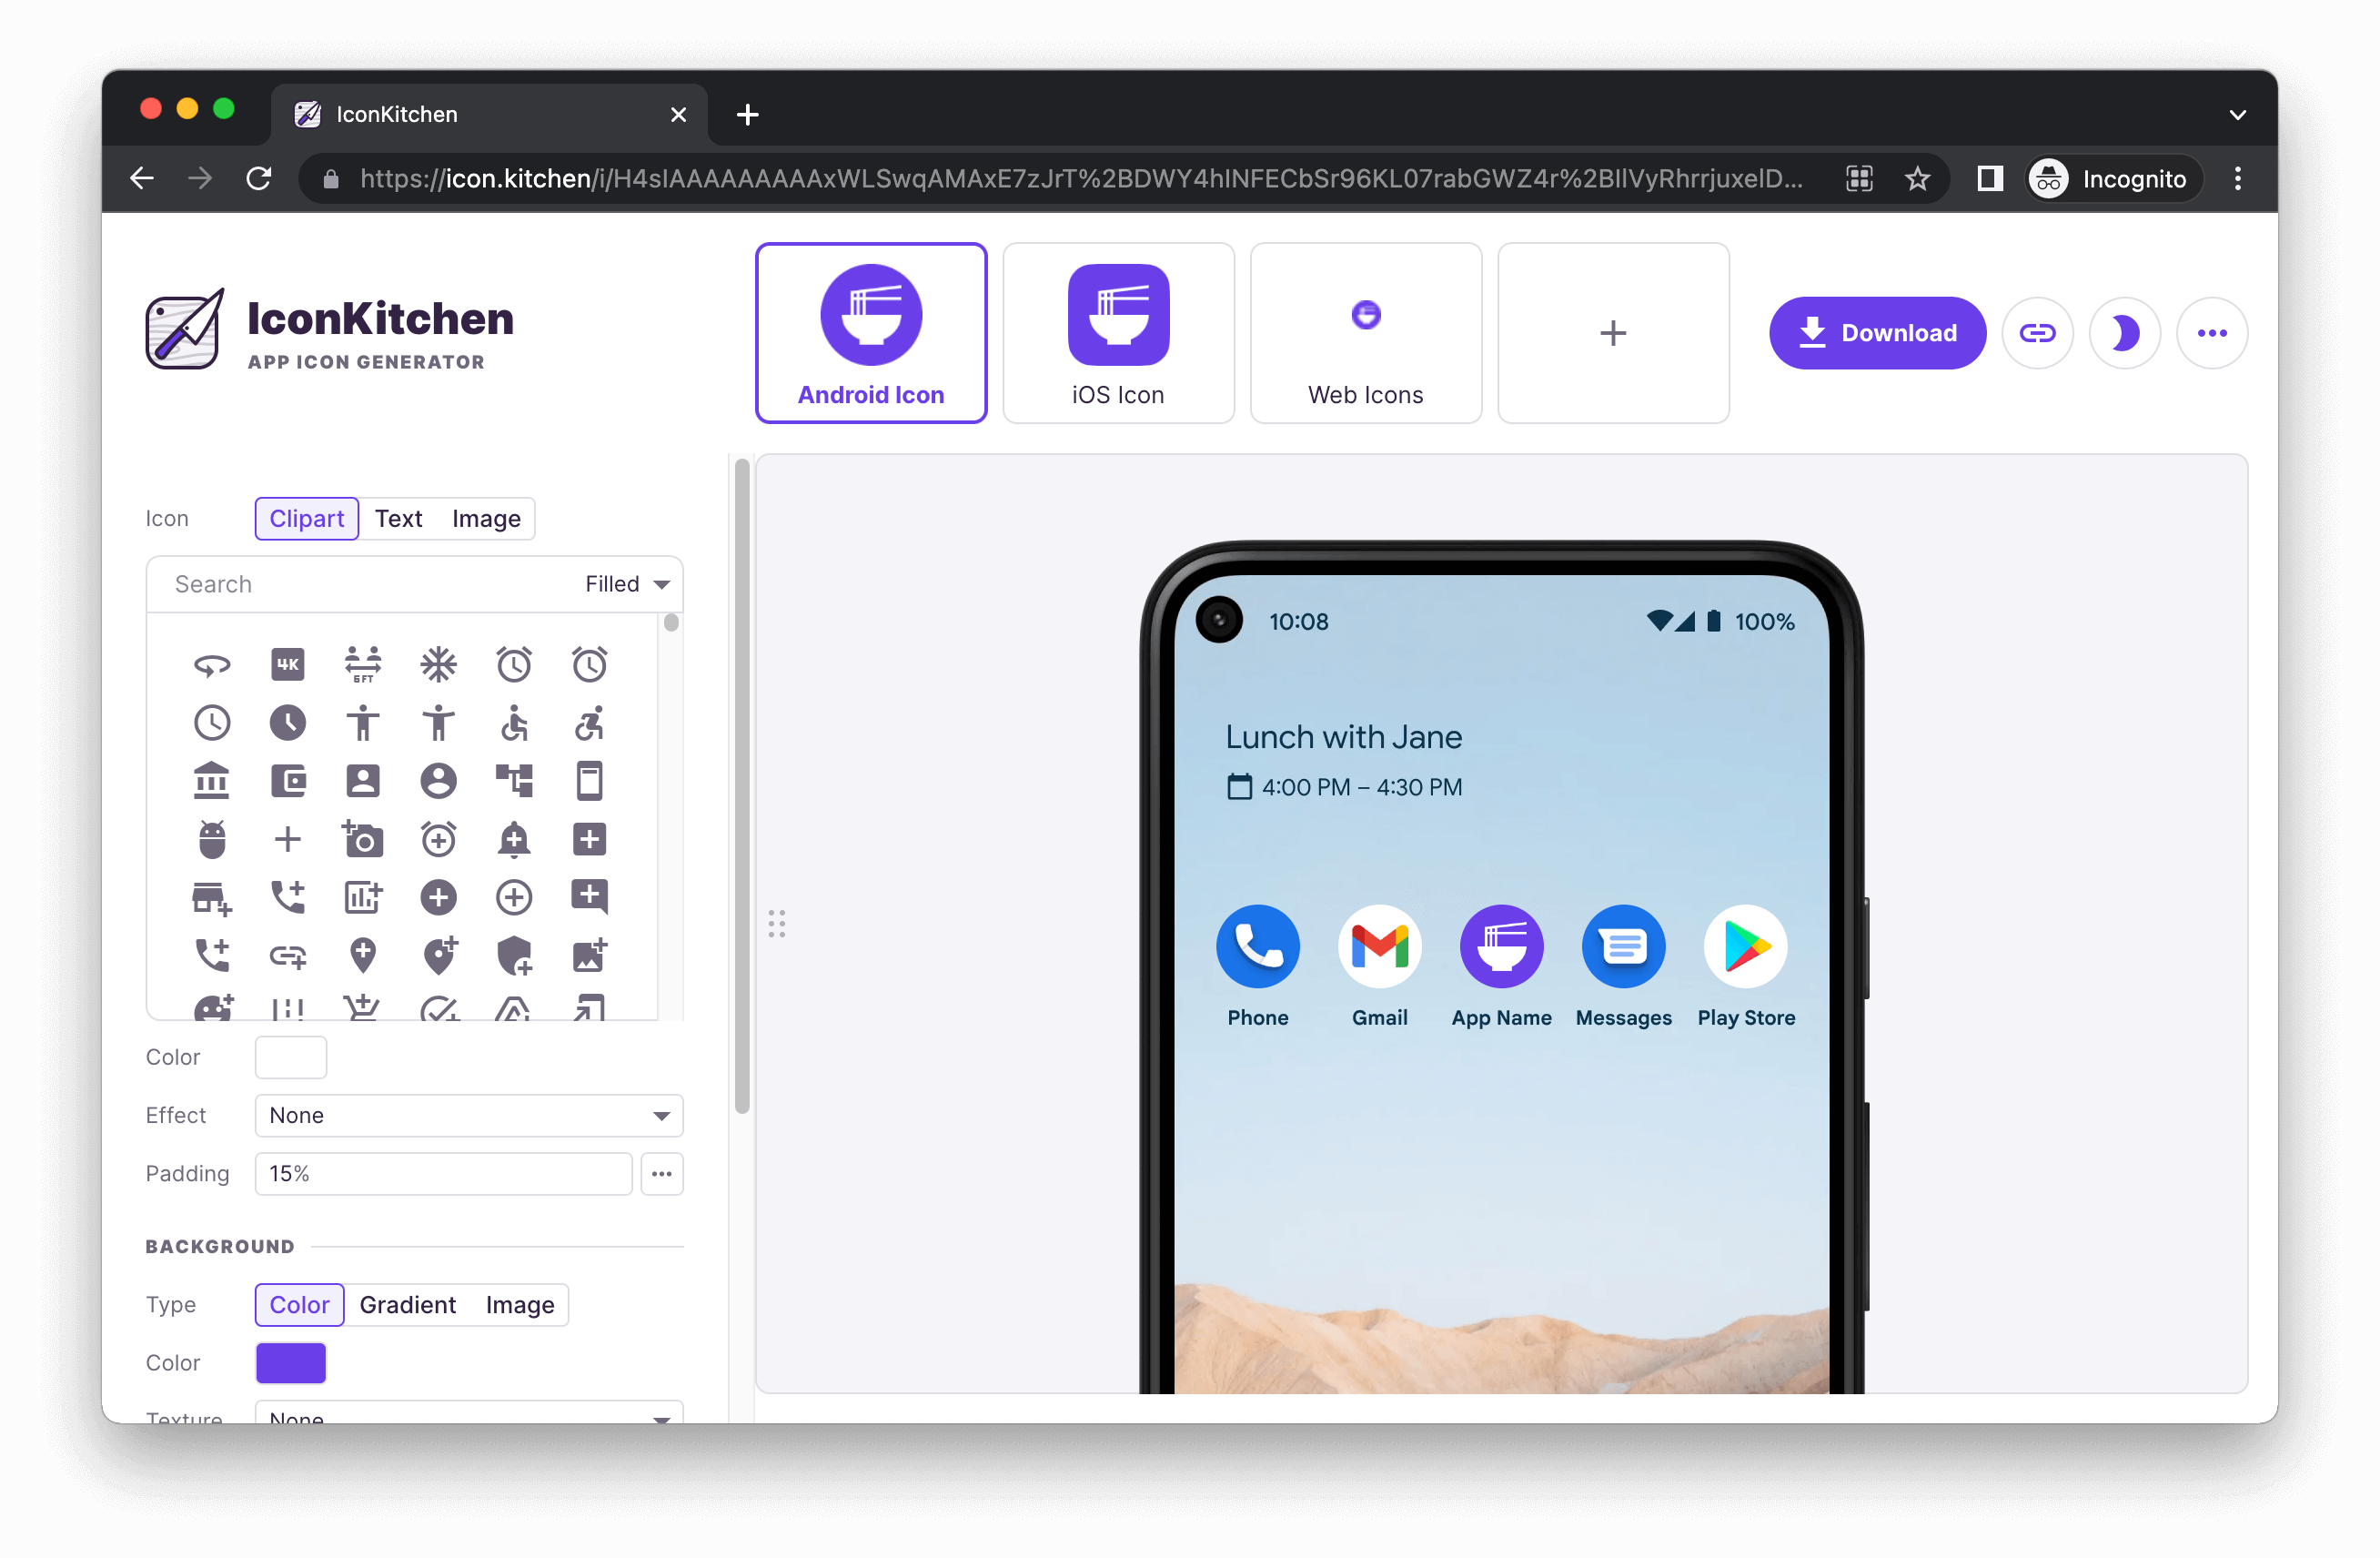 IconKitchen
https://icon.kitchen/i/H4sIAAAAAAAAAxWLSwqAMAxE7zJrT%2BDWY4hINFECbSr96KL07rabGWZ4r%2BIlVyRhrrjuxelD...
Incognito
IconKitchen
APP ICON GENERATOR
Android Icon
iOS Icon
Web Icons
Download
Icon
Clipart
Text
Image
Search
Filled
4K
6FT
Color
Effect
None
Padding
15%
BACKGROUND
Type
Color
Gradient
Image
Color
Texture
None
10:08
100%
Lunch with Jane
4:00 PM – 4:30 PM
Phone
Gmail
App Name
Messages
Play Store